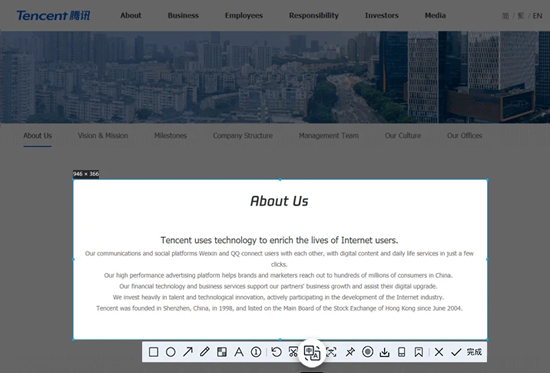 Tencent 腾讯 About Business Employees Responsibility Investors Media 简 / 繁 / EN
About Us Vision & Mission Milestones Company Structure Management Team Our Culture Our Offices
946 × 366
About Us
Tencent uses technology to enrich the lives of Internet users.
Our communications and social platforms Weixin and QQ connect users with each other, with digital content and daily life services in just a few
clicks.
Our high performance advertising platform helps brands and marketers reach out to hundreds of millions of consumers in China.
Our financial technology and business services support our partners' business growth and assist their digital upgrade.
We invest heavily in talent and technological innovation, actively participating in the development of the Internet industry.
Tencent was founded in Shenzhen, China, in 1998, and listed on the Main Board of the Stock Exchange of Hong Kong since June 2004.
完成